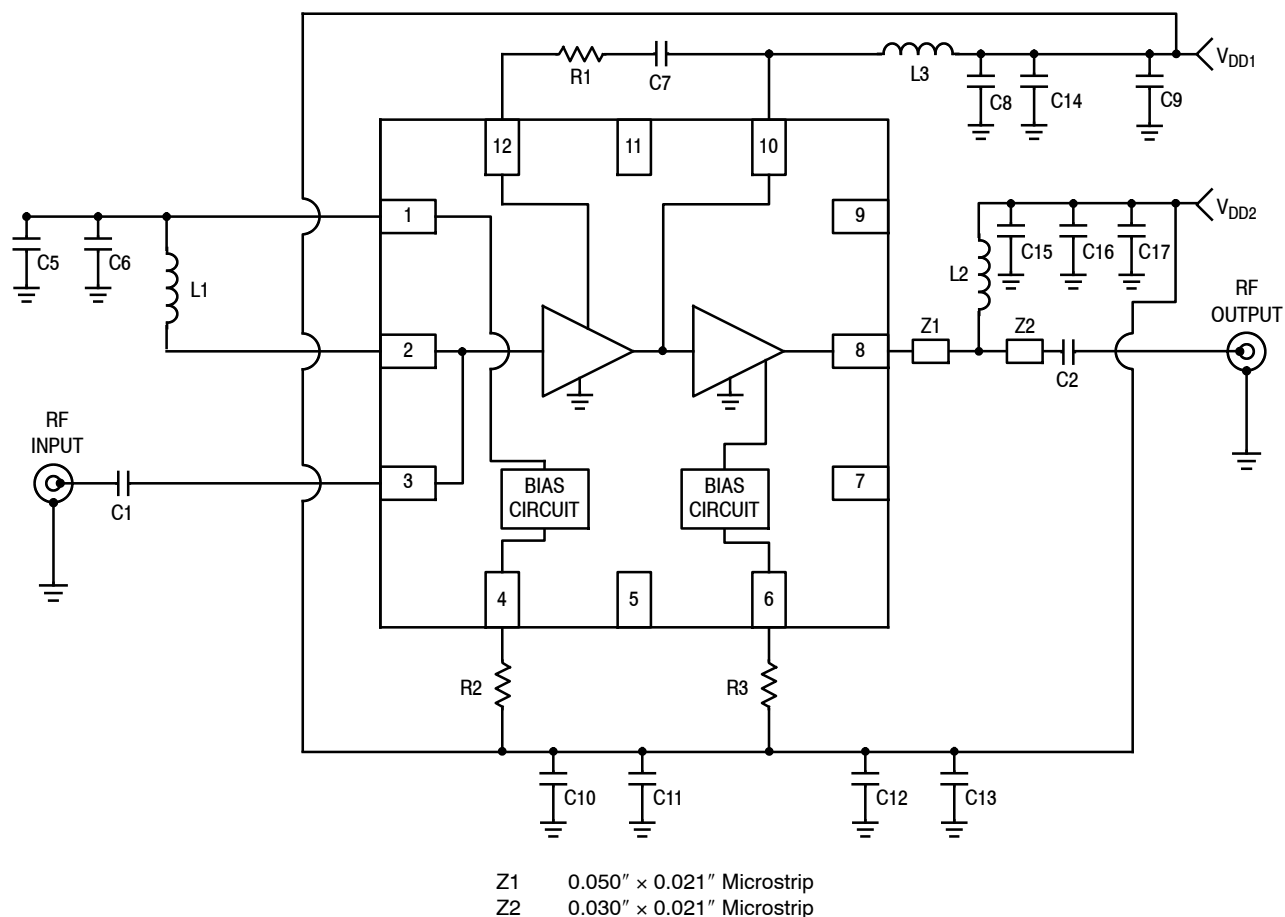 R1
C7
L3
C8
C14
C9
VDD1
12
11
10
1
9
VDD2
C5
C6
L1
C15
C16
C17
L2
RF
OUTPUT
2
8
Z1
Z2
C2
RF
INPUT
C1
3
BIAS
CIRCUIT
BIAS
CIRCUIT
7
4
5
6
R2
R3
C10
C11
C12
C13
Z1 0.050″ × 0.021″ Microstrip
Z2 0.030″ × 0.021″ Microstrip